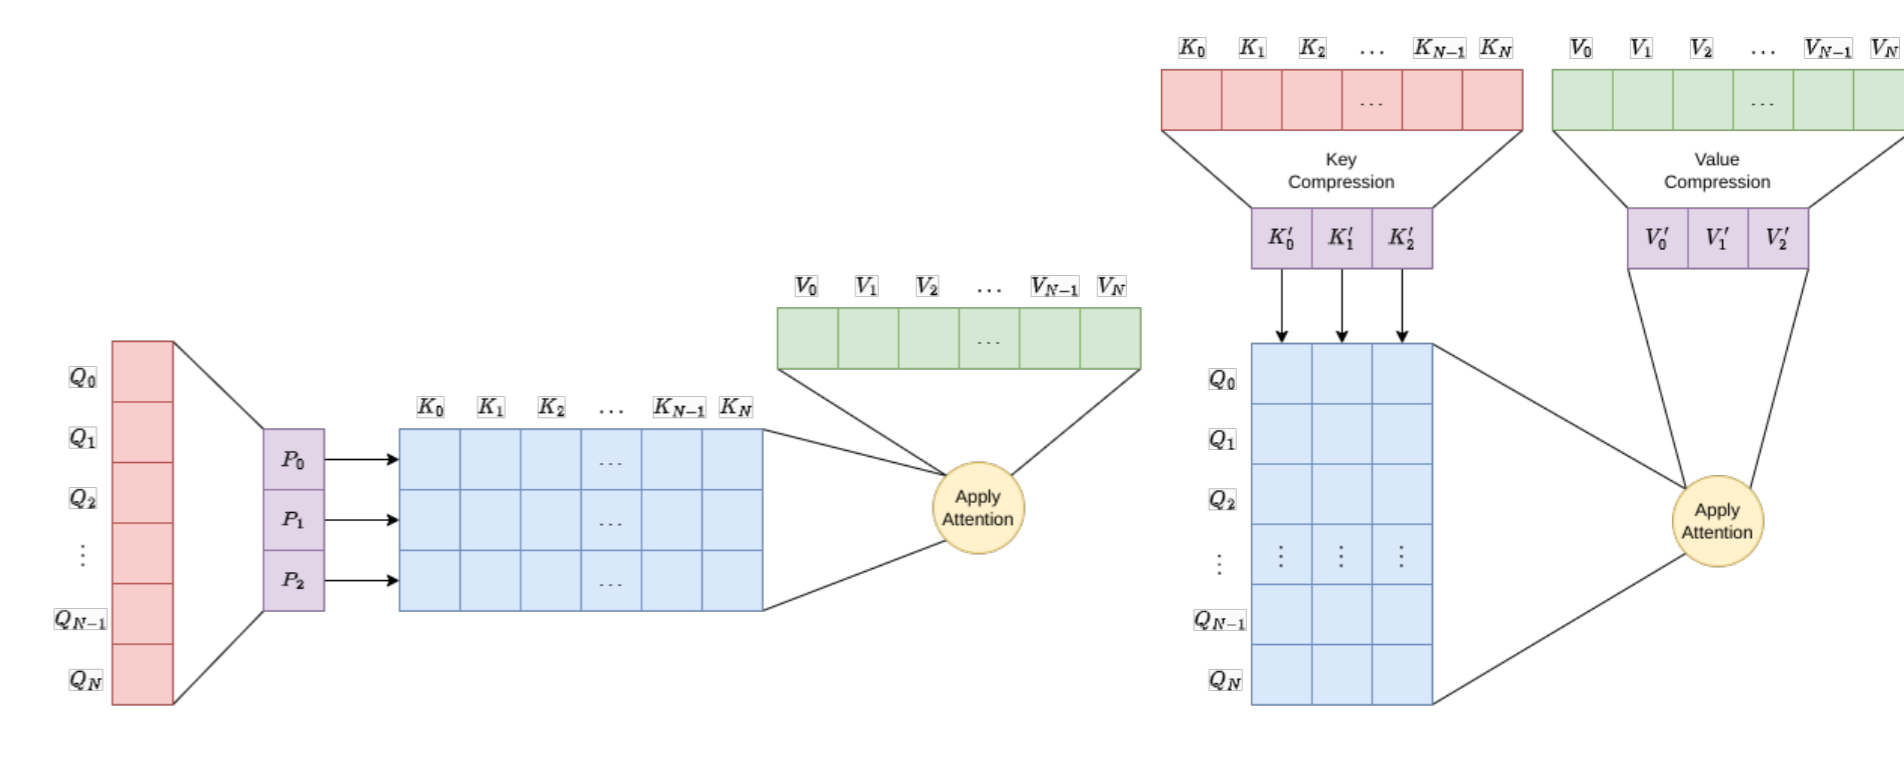 Q₀
Q₁
Q₂
⋮
Q_{N−1}
Q_N
P₀
P₁
P₂
K₀ K₁ K₂ ... K_{N−1} K_N
...
...
...
V₀ V₁ V₂ ... V_{N−1} V_N
...
Apply
Attention
K₀ K₁ K₂ ... K_{N−1} K_N
...
Key
Compression
K′₀ K′₁ K′₂
V₀ V₁ V₂ ... V_{N−1} V_N
...
Value
Compression
V′₀ V′₁ V′₂
Q₀
Q₁
Q₂
⋮ ⋮ ⋮ ⋮
Q_{N−1}
Q_N
Apply
Attention